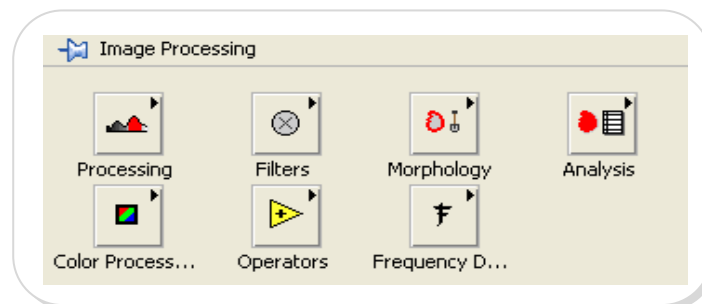 Image Processing
Processing Filters Morphology Analysis
Color Process... Operators Frequency D...